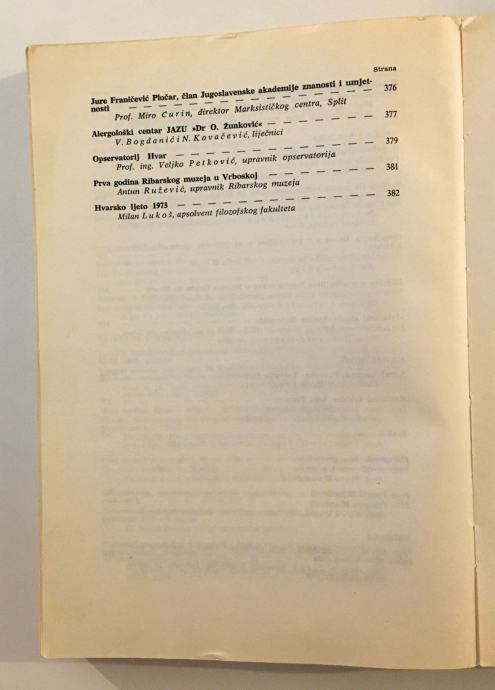 Strana
Jure Franičević Pločar, član Jugoslavenske akademije znanosti i umjet-
nosti — — — — — — — — — — — — — 376
Prof. Miro Ćurin, direktor Marksističkog centra, Split
Alergološki centar JAZU »Dr O. Žunković« — — — — — 377
V. Bogdanić i N. Kovačević, liječnici
Opservatorij Hvar — — — — — — — — — — 379
Prof. ing. Veljko Petković, upravnik opservatorija
Prva godina Ribarskog muzeja u Vrboskoj — — — — — 381
Antun Ružević, upravnik Ribarskog muzeja
Hvarsko ljeto 1973 — — — — — — — — — — 382
Milan Lukoš, apsolvent filozofskog fakulteta